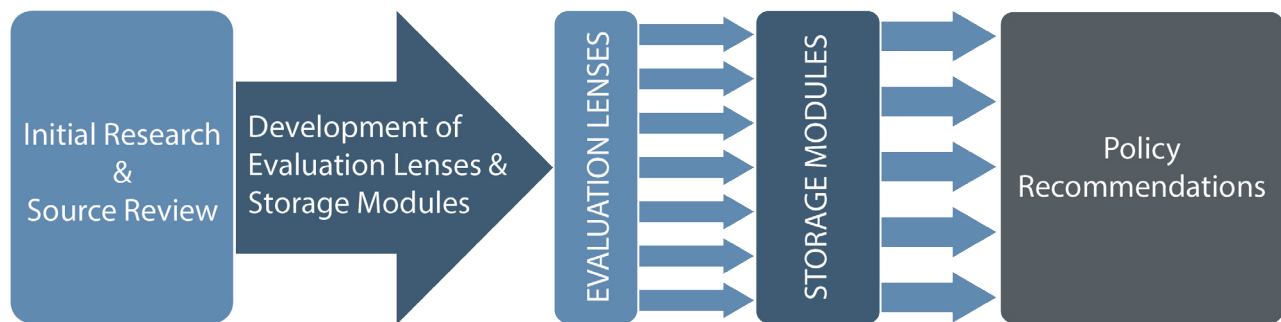 Initial Research
&
Source Review
Development of
Evaluation Lenses &
Storage Modules
EVALUATION LENSES
STORAGE MODULES
Policy
Recommendations